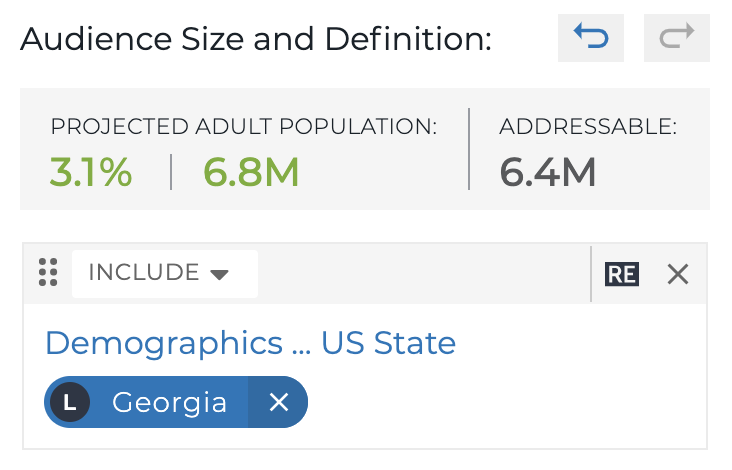 Audience Size and Definition:
PROJECTED ADULT POPULATION:
3.1% | 6.8M
ADDRESSABLE:
6.4M
INCLUDE
RE
Demographics ... US State
L Georgia